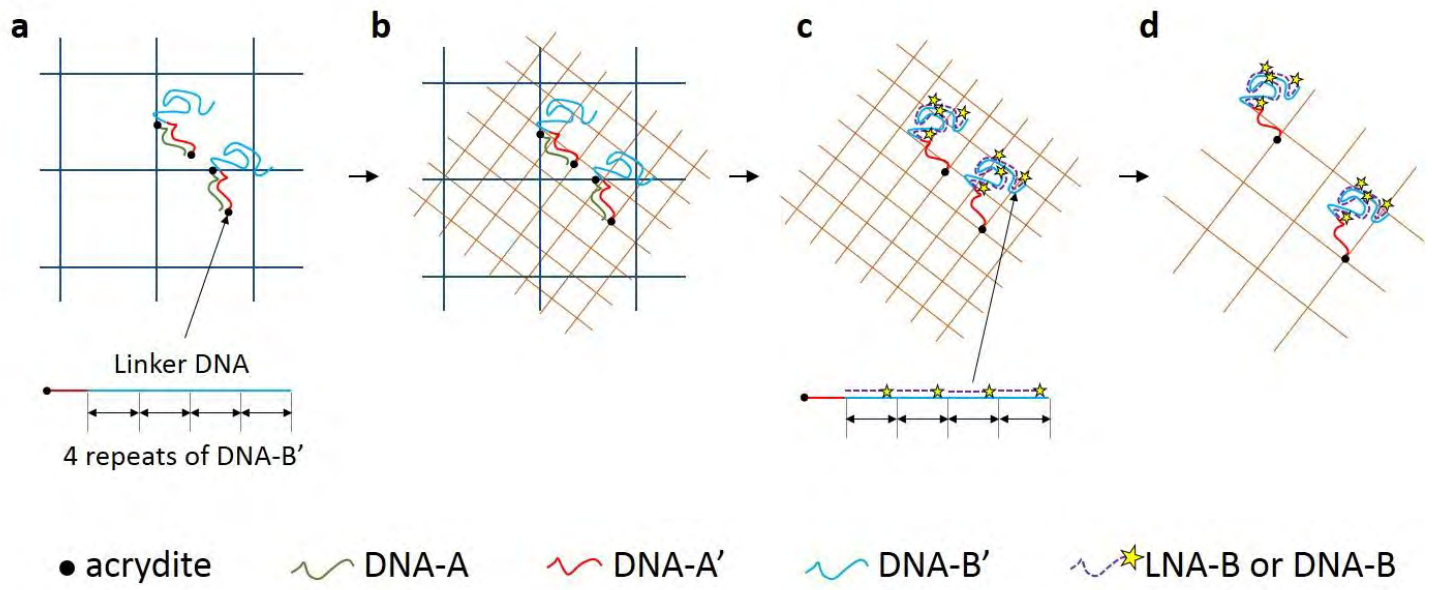 a
b
c
d
Linker DNA
4 repeats of DNA-B’
acrydite
DNA-A
DNA-A’
DNA-B’
LNA-B or DNA-B